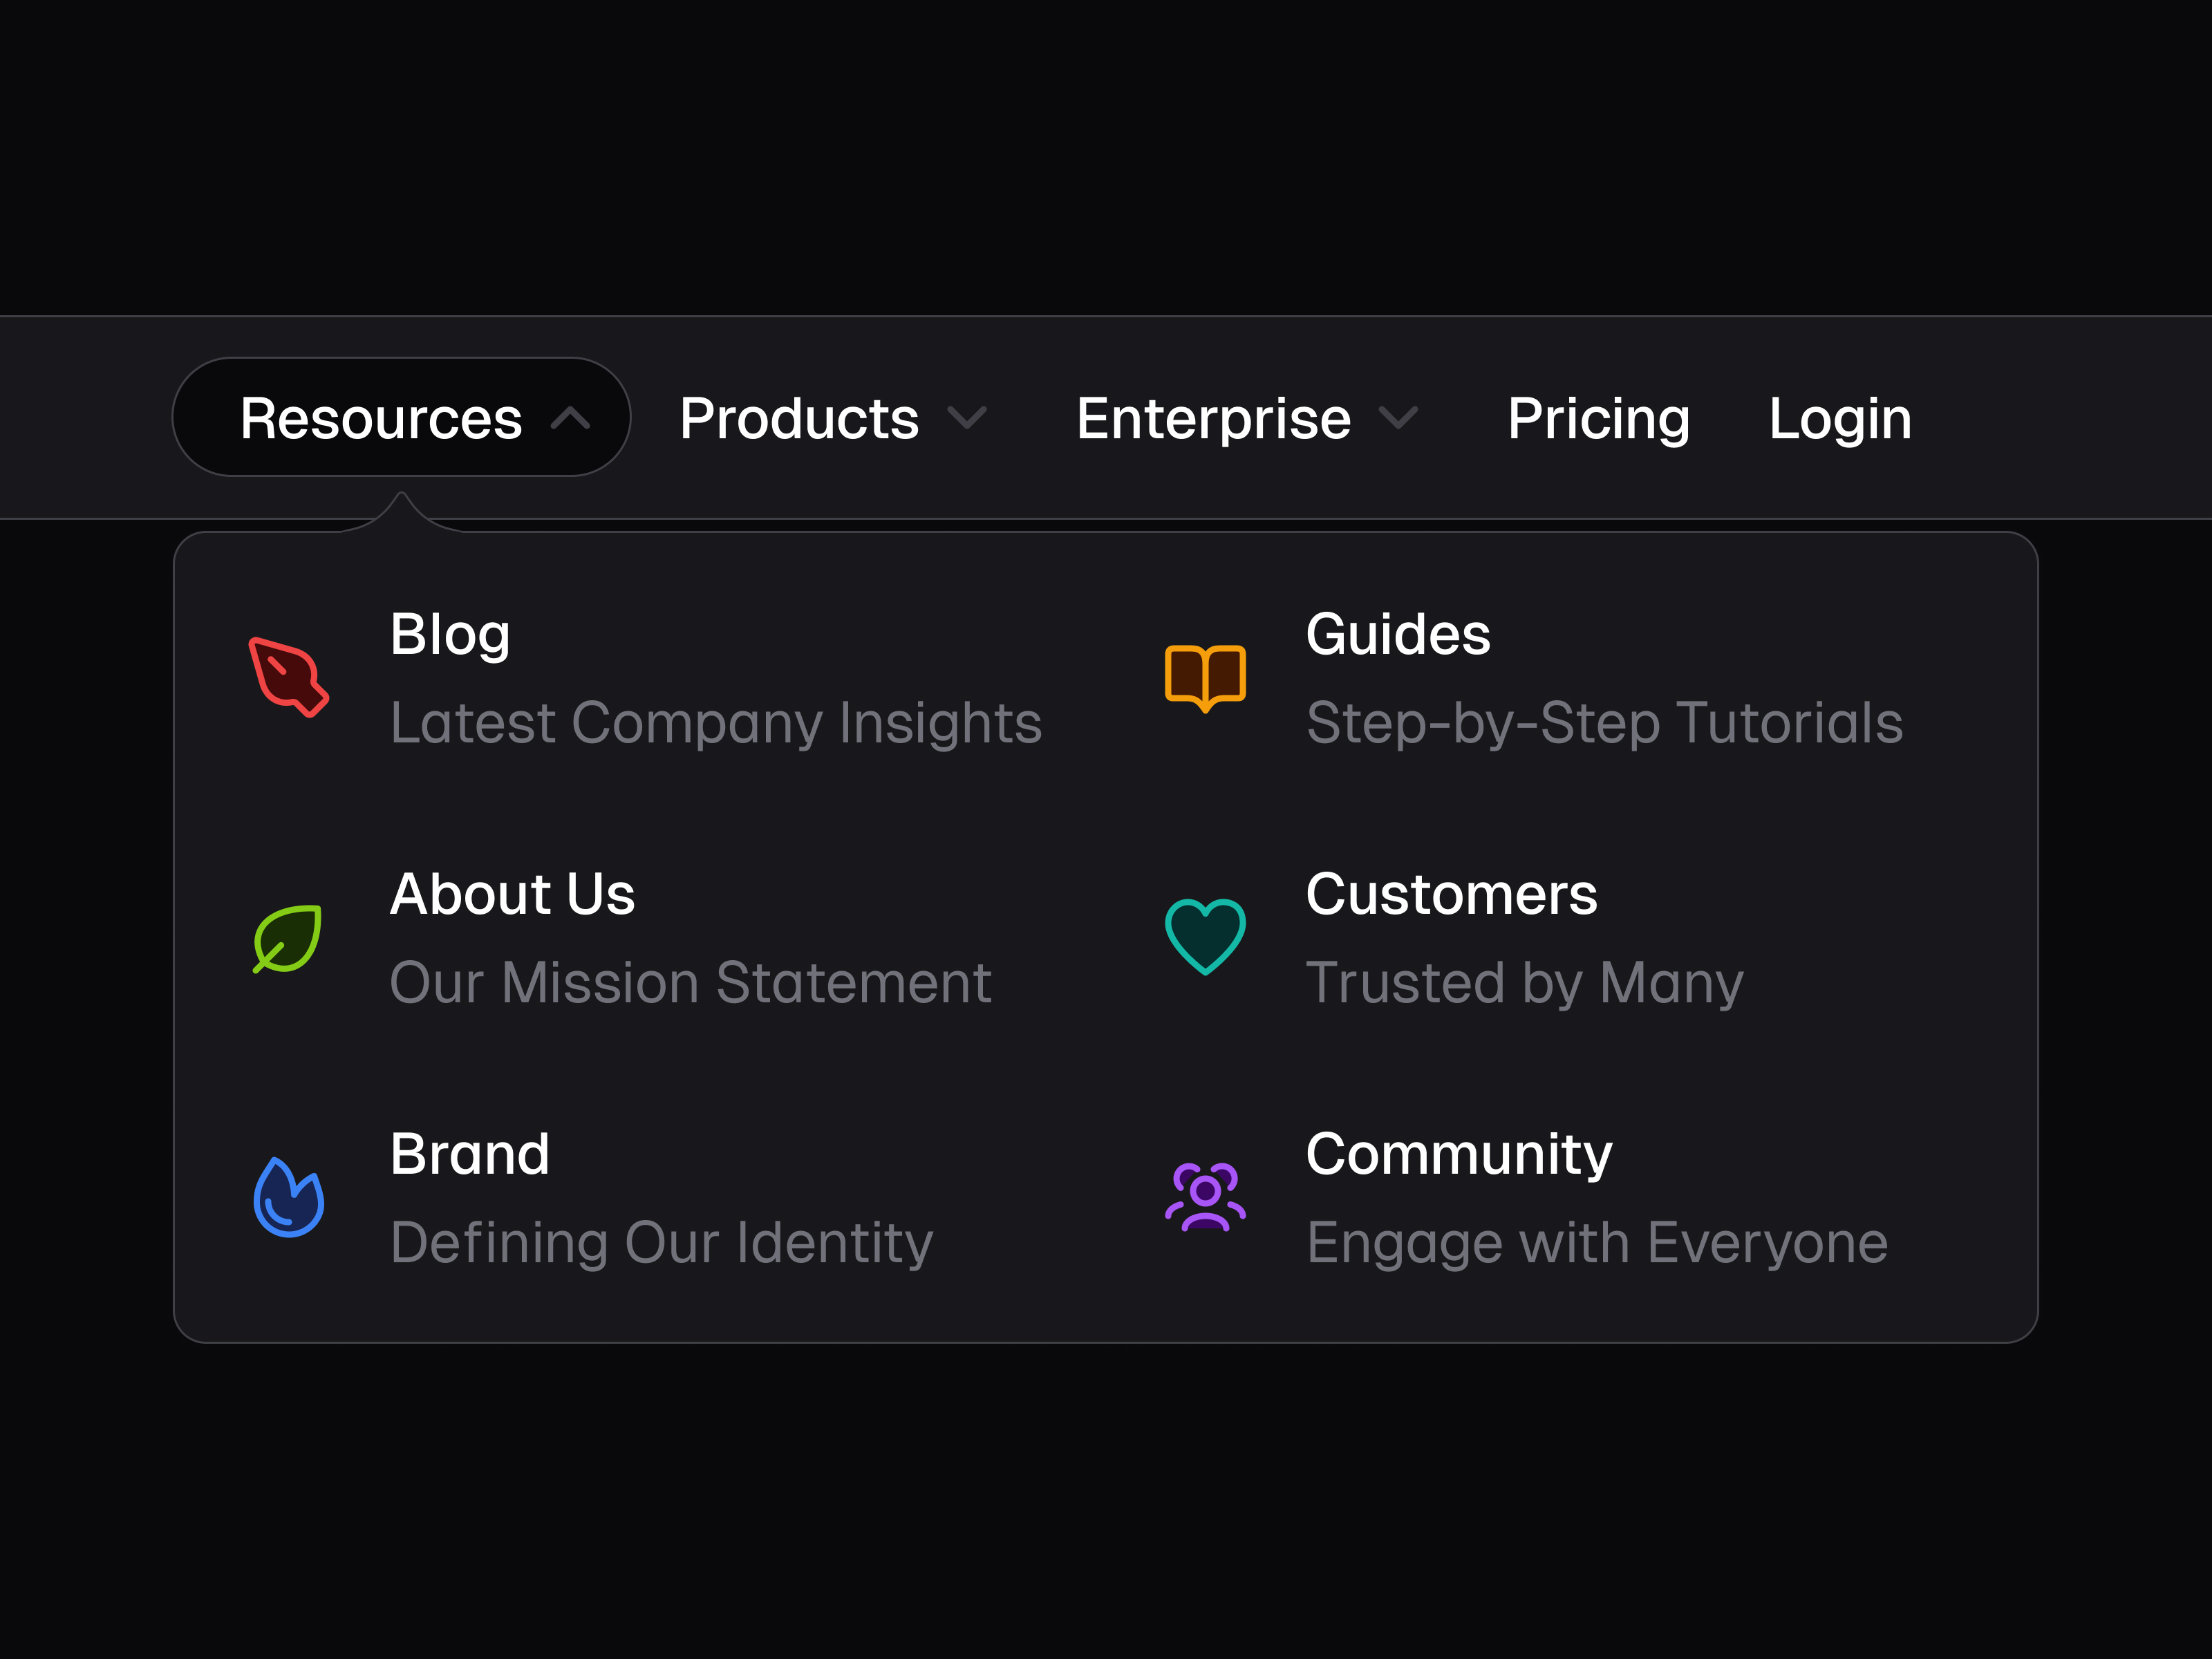 Resources Products Enterprise Pricing Login
Blog
Latest Company Insights
Guides
Step-by-Step Tutorials
About Us
Our Mission Statement
Customers
Trusted by Many
Brand
Defining Our Identity
Community
Engage with Everyone